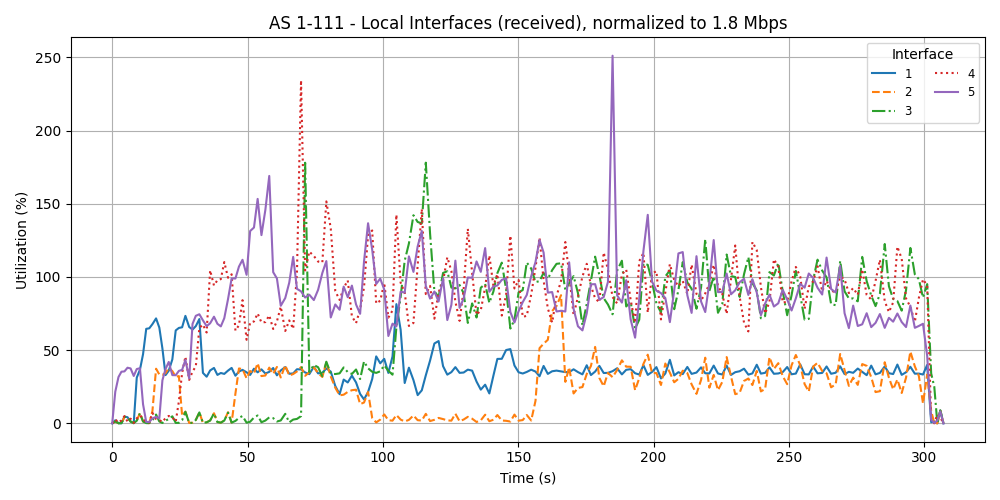 AS 1-111 - Local Interfaces (received), normalized to 1.8 Mbps
Interface
1
2
3
4
5
Utilization (%)
250
200
150
100
50
0
0 50 100 150 200 250 300
Time (s)